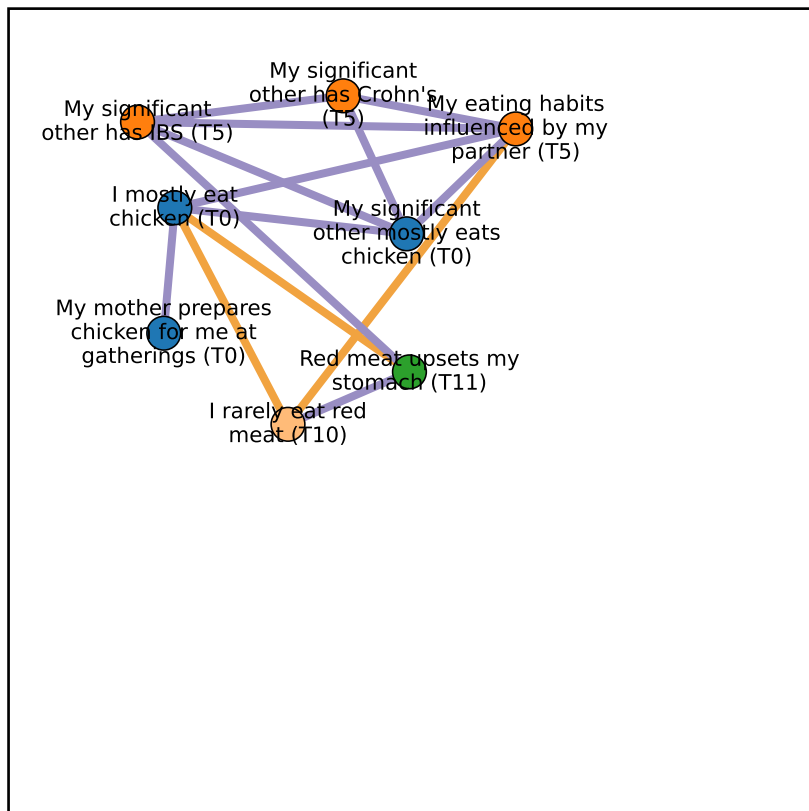 My significant
other has Crohn's
(T5)
My significant
other has IBS (T5)
My eating habits
influenced by my
partner (T5)
I mostly eat
chicken (T0)
My significant
other mostly eats
chicken (T0)
My mother prepares
chicken for me at
gatherings (T0)
Red meat upsets my
stomach (T11)
I rarely eat red
meat (T10)